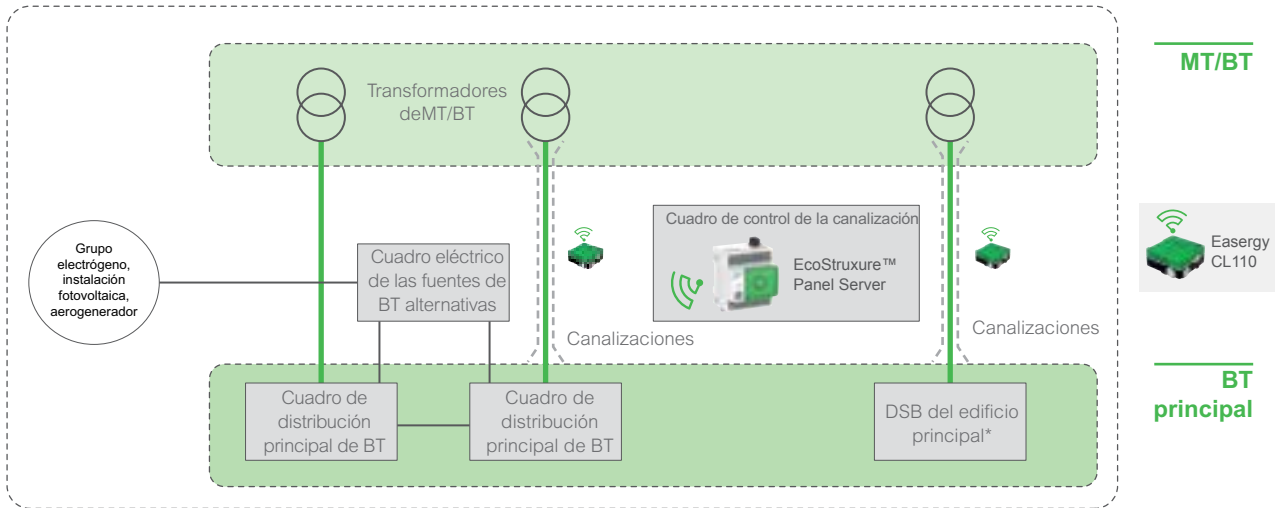 MT/BT
Transformadores
deMT/BT
Cuadro de control de la canalización
EcoStruxure™
Panel Server
Easergy
CL110
Grupo
electrógeno,
instalación
fotovoltaica,
aerogenerador
Cuadro eléctrico
de las fuentes de
BT alternativas
Canalizaciones
Canalizaciones
BT
principal
Cuadro de
distribución
principal de BT
Cuadro de
distribución
principal de BT
DSB del edificio
principal*